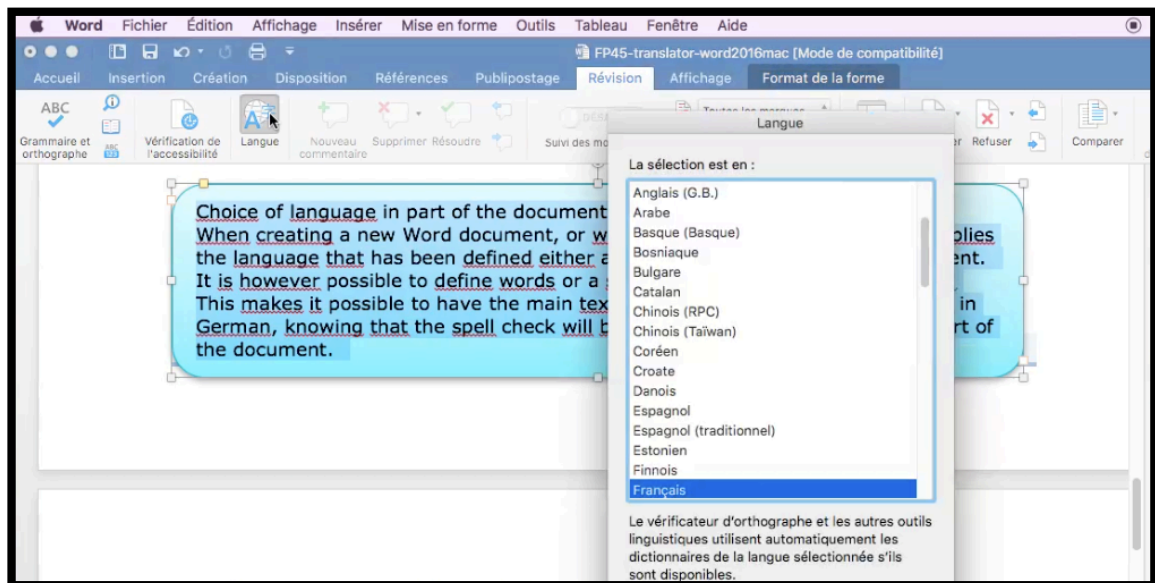 Word Fichier Édition Affichage Insérer Mise en forme Outils Tableau Fenêtre Aide
FP45-translator-word2016mac [Mode de compatibilité]
Accueil Insertion Création Disposition Références Publipostage Révision Affichage Format de la forme
ABC
Grammaire et orthographe
ABC
Vérification de l'accessibilité
Langue
Nouveau commentaire
Supprimer
Résoudre
Suivi des
Refuser
Comparer
Choice of language in part of the document
When creating a new Word document, or
the language that has been defined either
It is however possible to define words or a
This makes it possible to have the main
in
German, knowing that the spell check will
of
the document.
Langue
La sélection est en :
Anglais (G.B.)
Arabe
Basque (Basque)
Bosniaque
Bulgare
Catalan
Chinois (RPC)
Chinois (Taïwan)
Coréen
Croate
Danois
Espagnol
Espagnol (traditionnel)
Estonien
Finnois
Français
Le vérificateur d'orthographe et les autres outils
linguistiques utilisent automatiquement les
dictionnaires de la langue sélectionnée s'ils
sont disponibles.